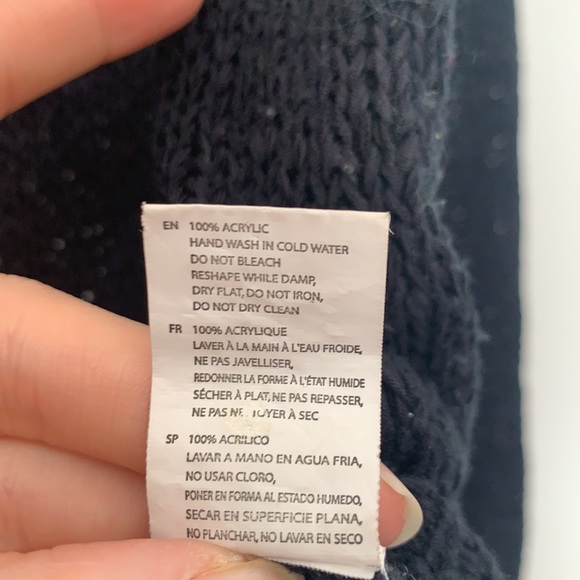 EN 100% ACRYLIC
HAND WASH IN COLD WATER
DO NOT BLEACH
RESHAPE WHILE DAMP,
DRY FLAT, DO NOT IRON,
DO NOT DRY CLEAN
FR 100% ACRYLIQUE
LAVER À LA MAIN À L'EAU FROIDE,
NE PAS JAVELLISER,
REDONNER LA FORME À L'ÉTAT HUMIDE
SÉCHER À PLAT, NE PAS REPASSER,
NE PAS NETTOYER À SEC
SP 100% ACRILICO
LAVAR A MANO EN AGUA FRIA,
NO USAR CLORO,
PONER EN FORMA AL ESTADO HUMEDO,
SECAR EN SUPERFICIE PLANA,
NO PLANCHAR, NO LAVAR EN SECO